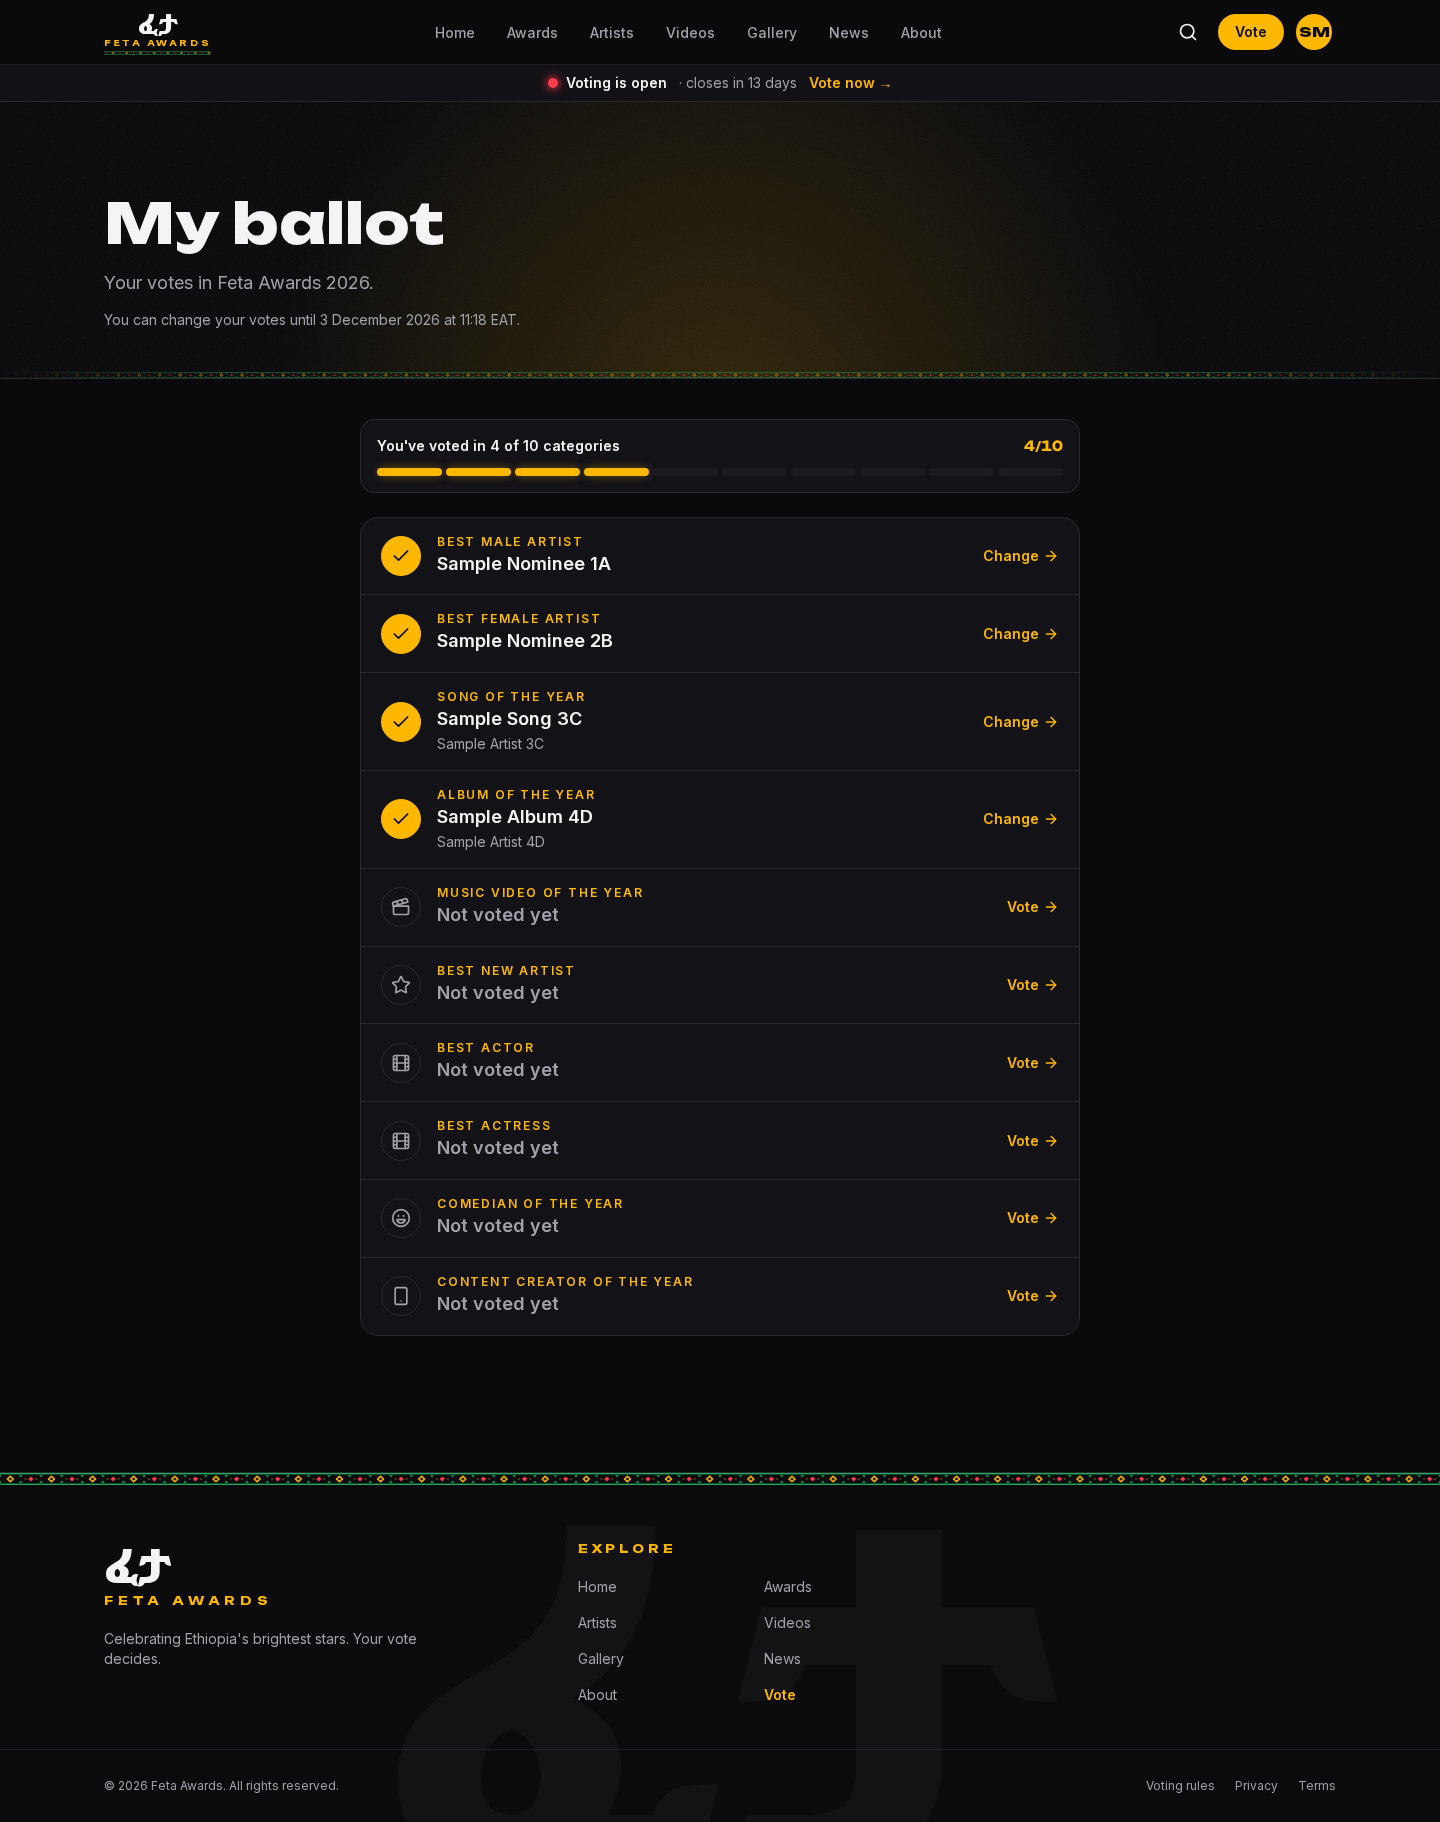 ፌታ
FETA AWARDS
Home
Awards
Artists
Videos
Gallery
News
About
Vote
SM
Voting is open · closes in 13 days Vote now →
My ballot
Your votes in Feta Awards 2026.
You can change your votes until 3 December 2026 at 11:18 EAT.
You've voted in 4 of 10 categories
4/10
BEST MALE ARTIST
Sample Nominee 1A
Change →
BEST FEMALE ARTIST
Sample Nominee 2B
Change →
SONG OF THE YEAR
Sample Song 3C
Sample Artist 3C
Change →
ALBUM OF THE YEAR
Sample Album 4D
Sample Artist 4D
Change →
MUSIC VIDEO OF THE YEAR
Not voted yet
Vote →
BEST NEW ARTIST
Not voted yet
Vote →
BEST ACTOR
Not voted yet
Vote →
BEST ACTRESS
Not voted yet
Vote →
COMEDIAN OF THE YEAR
Not voted yet
Vote →
CONTENT CREATOR OF THE YEAR
Not voted yet
Vote →
ፌታ
FETA AWARDS
Celebrating Ethiopia's brightest stars. Your vote
decides.
EXPLORE
Home
Awards
Artists
Videos
Gallery
News
About
Vote
© 2026 Feta Awards. All rights reserved.
Voting rules
Privacy
Terms